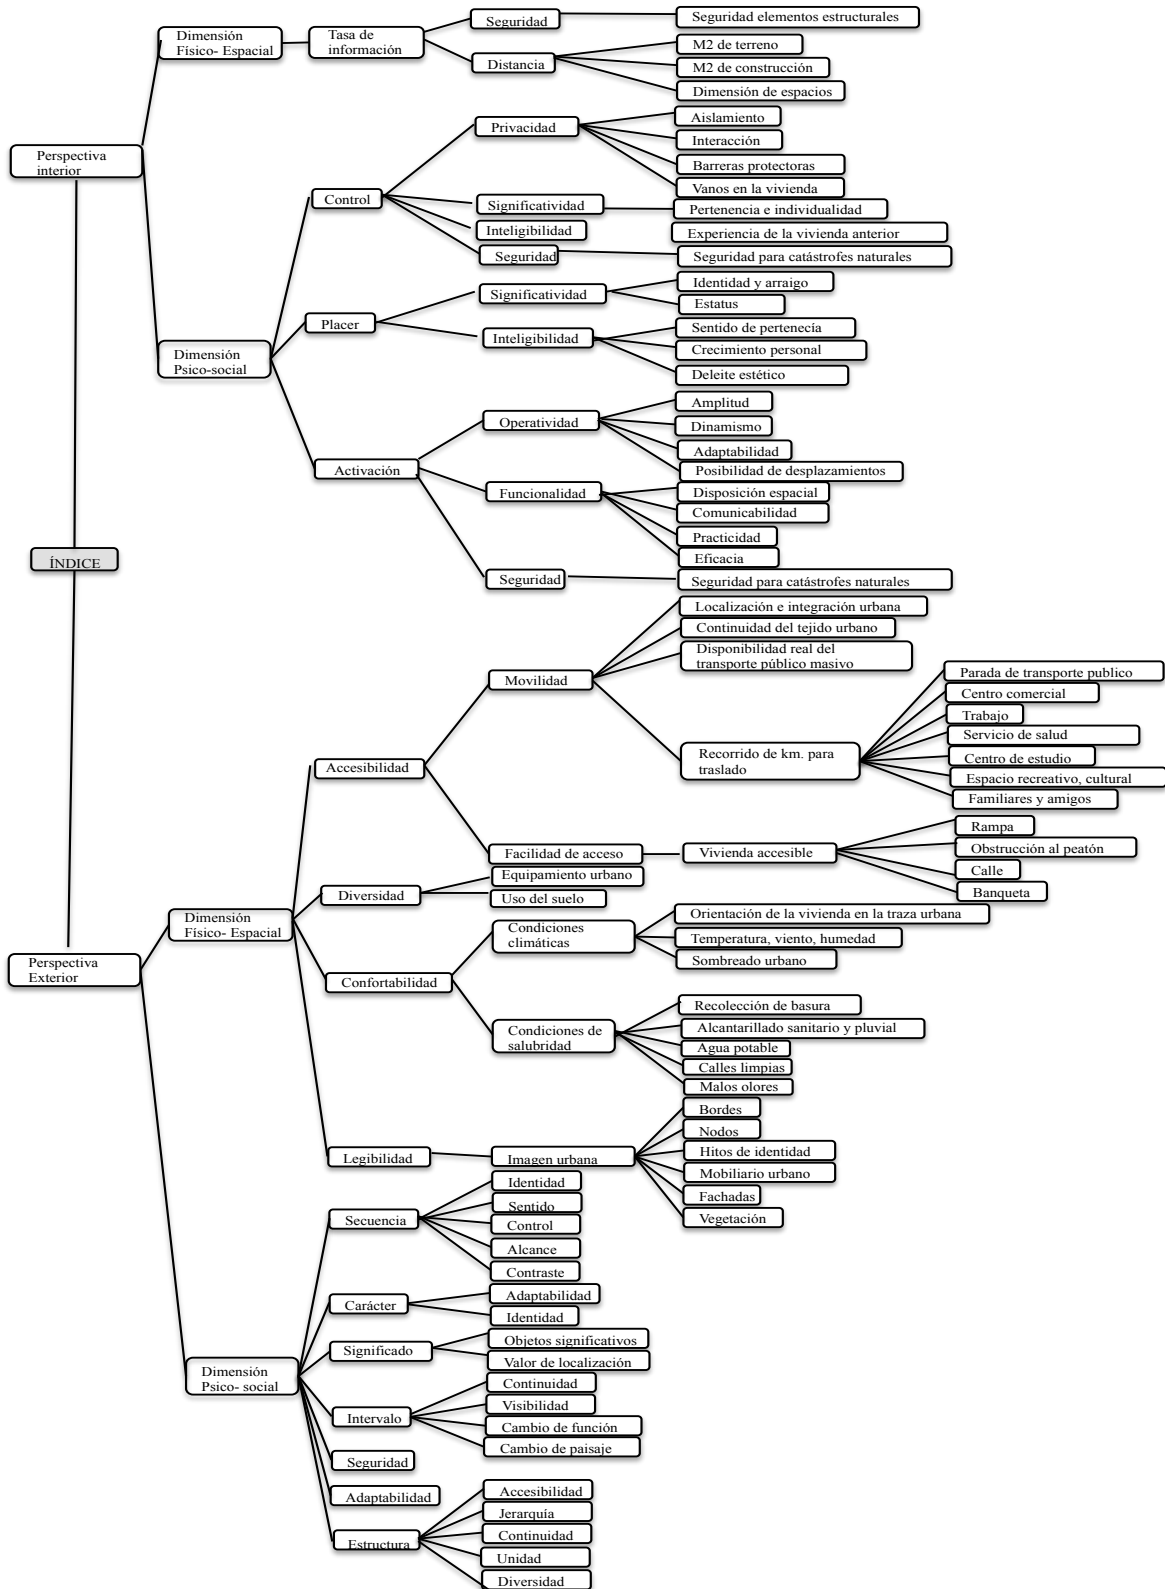 Seguridad
Seguridad elementos estructurales
Dimensión
Físico- Espacial
Tasa de
información
M2 de terreno
Distancia
M2 de construcción
Dimensión de espacios
Privacidad
Aislamiento
Interacción
Barreras protectoras
Vanos en la vivienda
Perspectiva
interior
Control
Significatividad
Pertenencia e individualidad
Inteligibilidad
Experiencia de la vivienda anterior
Seguridad
Seguridad para catástrofes naturales
Significatividad
Identidad y arraigo
Estatus
Placer
Inteligibilidad
Sentido de pertenecía
Crecimiento personal
Deleite estético
Dimensión
Psico-social
Operatividad
Amplitud
Dinamismo
Adaptabilidad
Posibilidad de desplazamientos
Activación
Funcionalidad
Disposición espacial
Comunicabilidad
Practicidad
Eficacia
Seguridad
Seguridad para catástrofes naturales
ÍNDICE
Localización e integración urbana
Continuidad del tejido urbano
Disponibilidad real del
transporte público masivo
Movilidad
Parada de transporte publico
Centro comercial
Trabajo
Servicio de salud
Recorrido de km. para
traslado
Centro de estudio
Espacio recreativo, cultural
Familiares y amigos
Accesibilidad
Rampa
Facilidad de acceso
Vivienda accesible
Obstrucción al peatón
Calle
Banqueta
Diversidad
Equipamiento urbano
Uso del suelo
Dimensión
Físico- Espacial
Condiciones
climáticas
Orientación de la vivienda en la traza urbana
Temperatura, viento, humedad
Sombreado urbano
Perspectiva
Exterior
Confortabilidad
Condiciones de
salubridad
Recolección de basura
Alcantarillado sanitario y pluvial
Agua potable
Calles limpias
Malos olores
Legibilidad
Imagen urbana
Bordes
Nodos
Hitos de identidad
Mobiliario urbano
Fachadas
Vegetación
Secuencia
Identidad
Sentido
Control
Alcance
Contraste
Carácter
Adaptabilidad
Identidad
Significado
Objetos significativos
Valor de localización
Dimensión
Psico- social
Intervalo
Continuidad
Visibilidad
Cambio de función
Cambio de paisaje
Seguridad
Adaptabilidad
Estructura
Accesibilidad
Jerarquía
Continuidad
Unidad
Diversidad